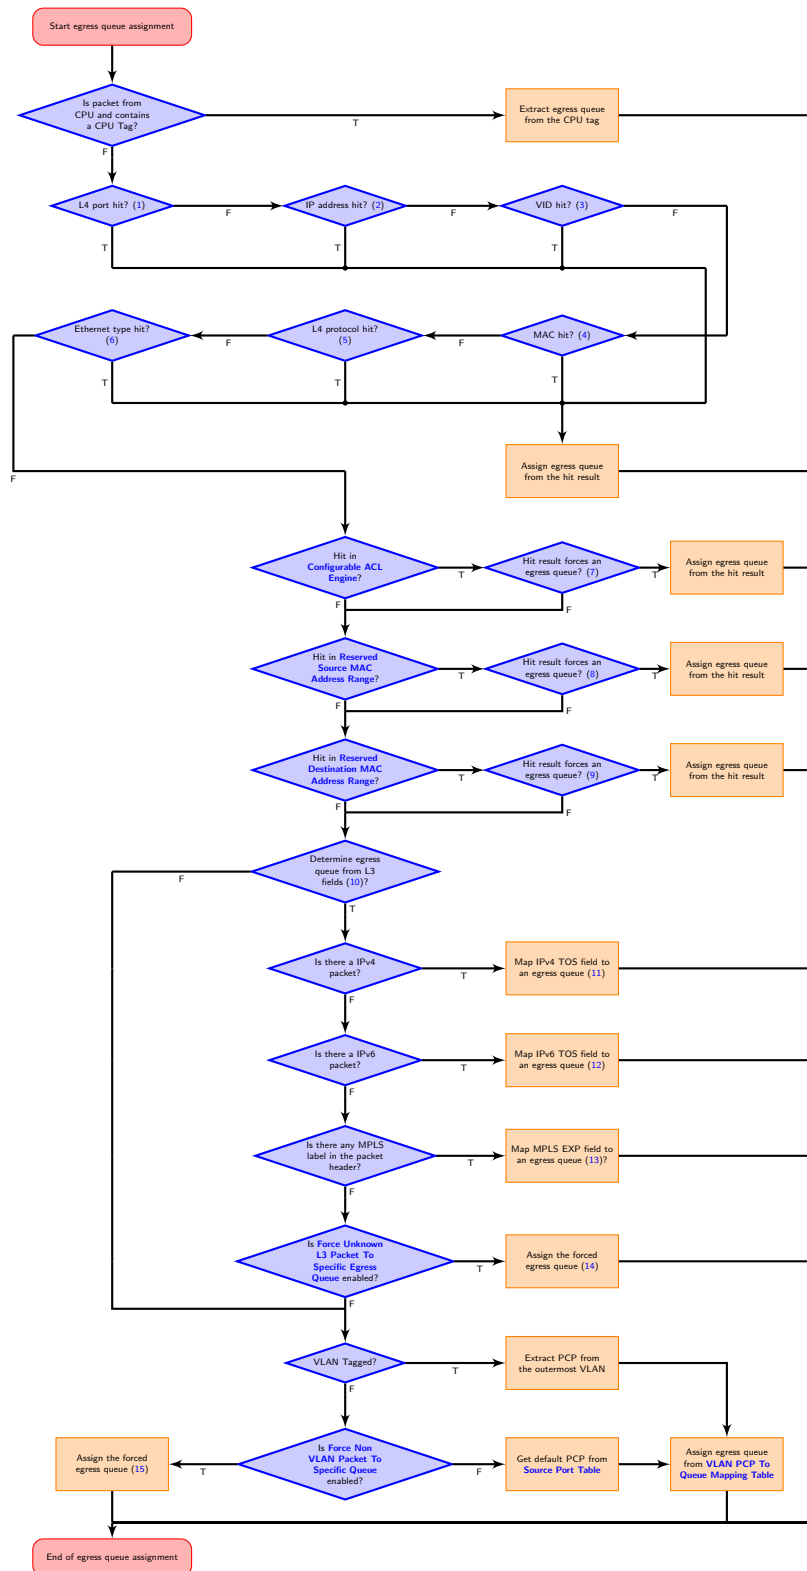 Start egress queue assignment
Is packet from
CPU and contains
a CPU Tag?
T
Extract egress queue
from the CPU tag
F
L4 port hit? (1)
F
IP address hit? (2)
F
VID hit? (3)
F
T
T
T
Ethernet type hit?
(6)
F
L4 protocol hit?
(5)
F
MAC hit? (4)
T
T
T
F
Assign egress queue
from the hit result
Hit in
Configurable ACL
Engine?
T
Hit result forces an
egress queue? (7)
T
Assign egress queue
from the hit result
F
F
Hit in Reserved
Source MAC
Address Range?
T
Hit result forces an
egress queue? (8)
T
Assign egress queue
from the hit result
F
F
Hit in Reserved
Destination MAC
Address Range?
T
Hit result forces an
egress queue? (9)
T
Assign egress queue
from the hit result
F
F
Determine egress
queue from L3
fields (10)?
F
T
Is there a IPv4
packet?
T
Map IPv4 TOS field to
an egress queue (11)
F
Is there a IPv6
packet?
T
Map IPv6 TOS field to
an egress queue (12)
F
Is there any MPLS
label in the packet
header?
T
Map MPLS EXP field to
an egress queue (13)?
F
Is Force Unknown
L3 Packet To
Specific Egress
Queue enabled?
T
Assign the forced
egress queue (14)
F
VLAN Tagged?
T
Extract PCP from
the outermost VLAN
F
Assign the forced
egress queue (15)
T
Is Force Non
VLAN Packet To
Specific Queue
enabled?
F
Get default PCP from
Source Port Table
Assign egress queue
from VLAN PCP To
Queue Mapping Table
End of egress queue assignment